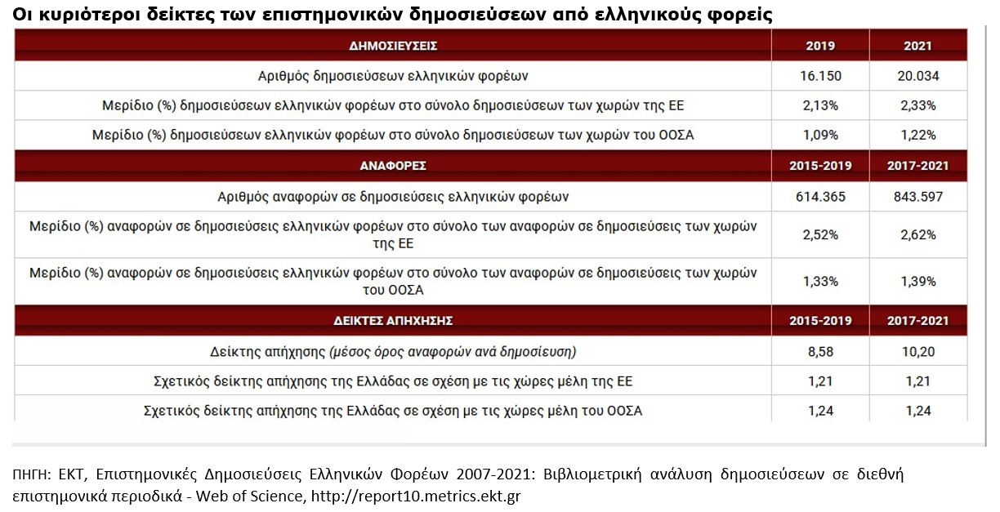 Οι κυριότεροι δείκτες των επιστημονικών δημοσιεύσεων από ελληνικούς φορείς
ΔΗΜΟΣΙΕΥΣΕΙΣ 2019 2021
Αριθμός δημοσιεύσεων ελληνικών φορέων 16.150 20.034
Μερίδιο (%) δημοσιεύσεων ελληνικών φορέων στο σύνολο δημοσιεύσεων των χωρών της ΕΕ 2,13% 2,33%
Μερίδιο (%) δημοσιεύσεων ελληνικών φορέων στο σύνολο δημοσιεύσεων των χωρών του ΟΟΣΑ 1,09% 1,22%
ΑΝΑΦΟΡΕΣ 2015-2019 2017-2021
Αριθμός αναφορών σε δημοσιεύσεις ελληνικών φορέων 614.365 843.597
Μερίδιο (%) αναφορών σε δημοσιεύσεις ελληνικών φορέων στο σύνολο των αναφορών σε δημοσιεύσεις των χωρών
της ΕΕ 2,52% 2,62%
Μερίδιο (%) αναφορών σε δημοσιεύσεις ελληνικών φορέων στο σύνολο των αναφορών σε δημοσιεύσεις των χωρών
του ΟΟΣΑ 1,33% 1,39%
ΔΕΙΚΤΕΣ ΑΠΗΧΗΣΗΣ 2015-2019 2017-2021
Δείκτης απήχησης (μέσος όρος αναφορών ανά δημοσίευση) 8,58 10,20
Σχετικός δείκτης απήχησης της Ελλάδας σε σχέση με τις χώρες μέλη της ΕΕ 1,21 1,21
Σχετικός δείκτης απήχησης της Ελλάδας σε σχέση με τις χώρες μέλη του ΟΟΣΑ 1,24 1,24
ΠΗΓΗ: ΕΚΤ, Επιστημονικές Δημοσιεύσεις Ελληνικών Φορέων 2007-2021: Βιβλιομετρική ανάλυση δημοσιεύσεων σε διεθνή
επιστημονικά περιοδικά - Web of Science, http://report10.metrics.ekt.gr